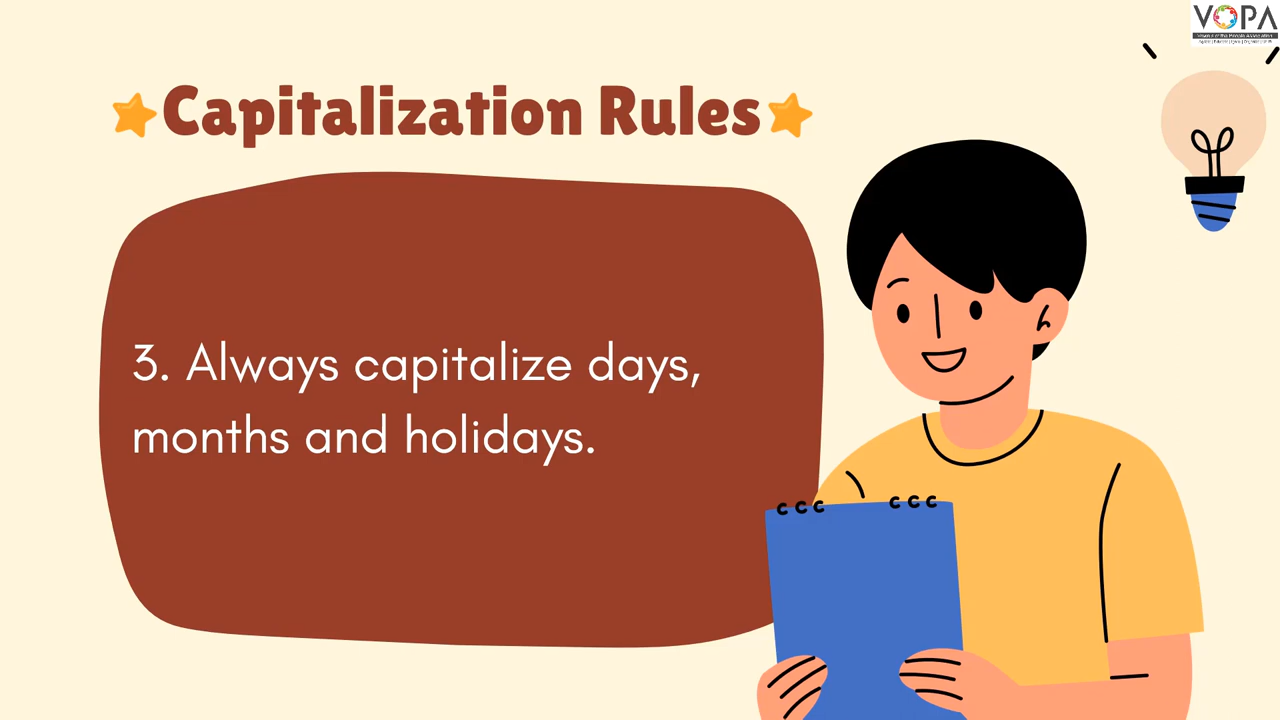 VOPA
Capitalization Rules
3. Always capitalize days,
months and holidays.